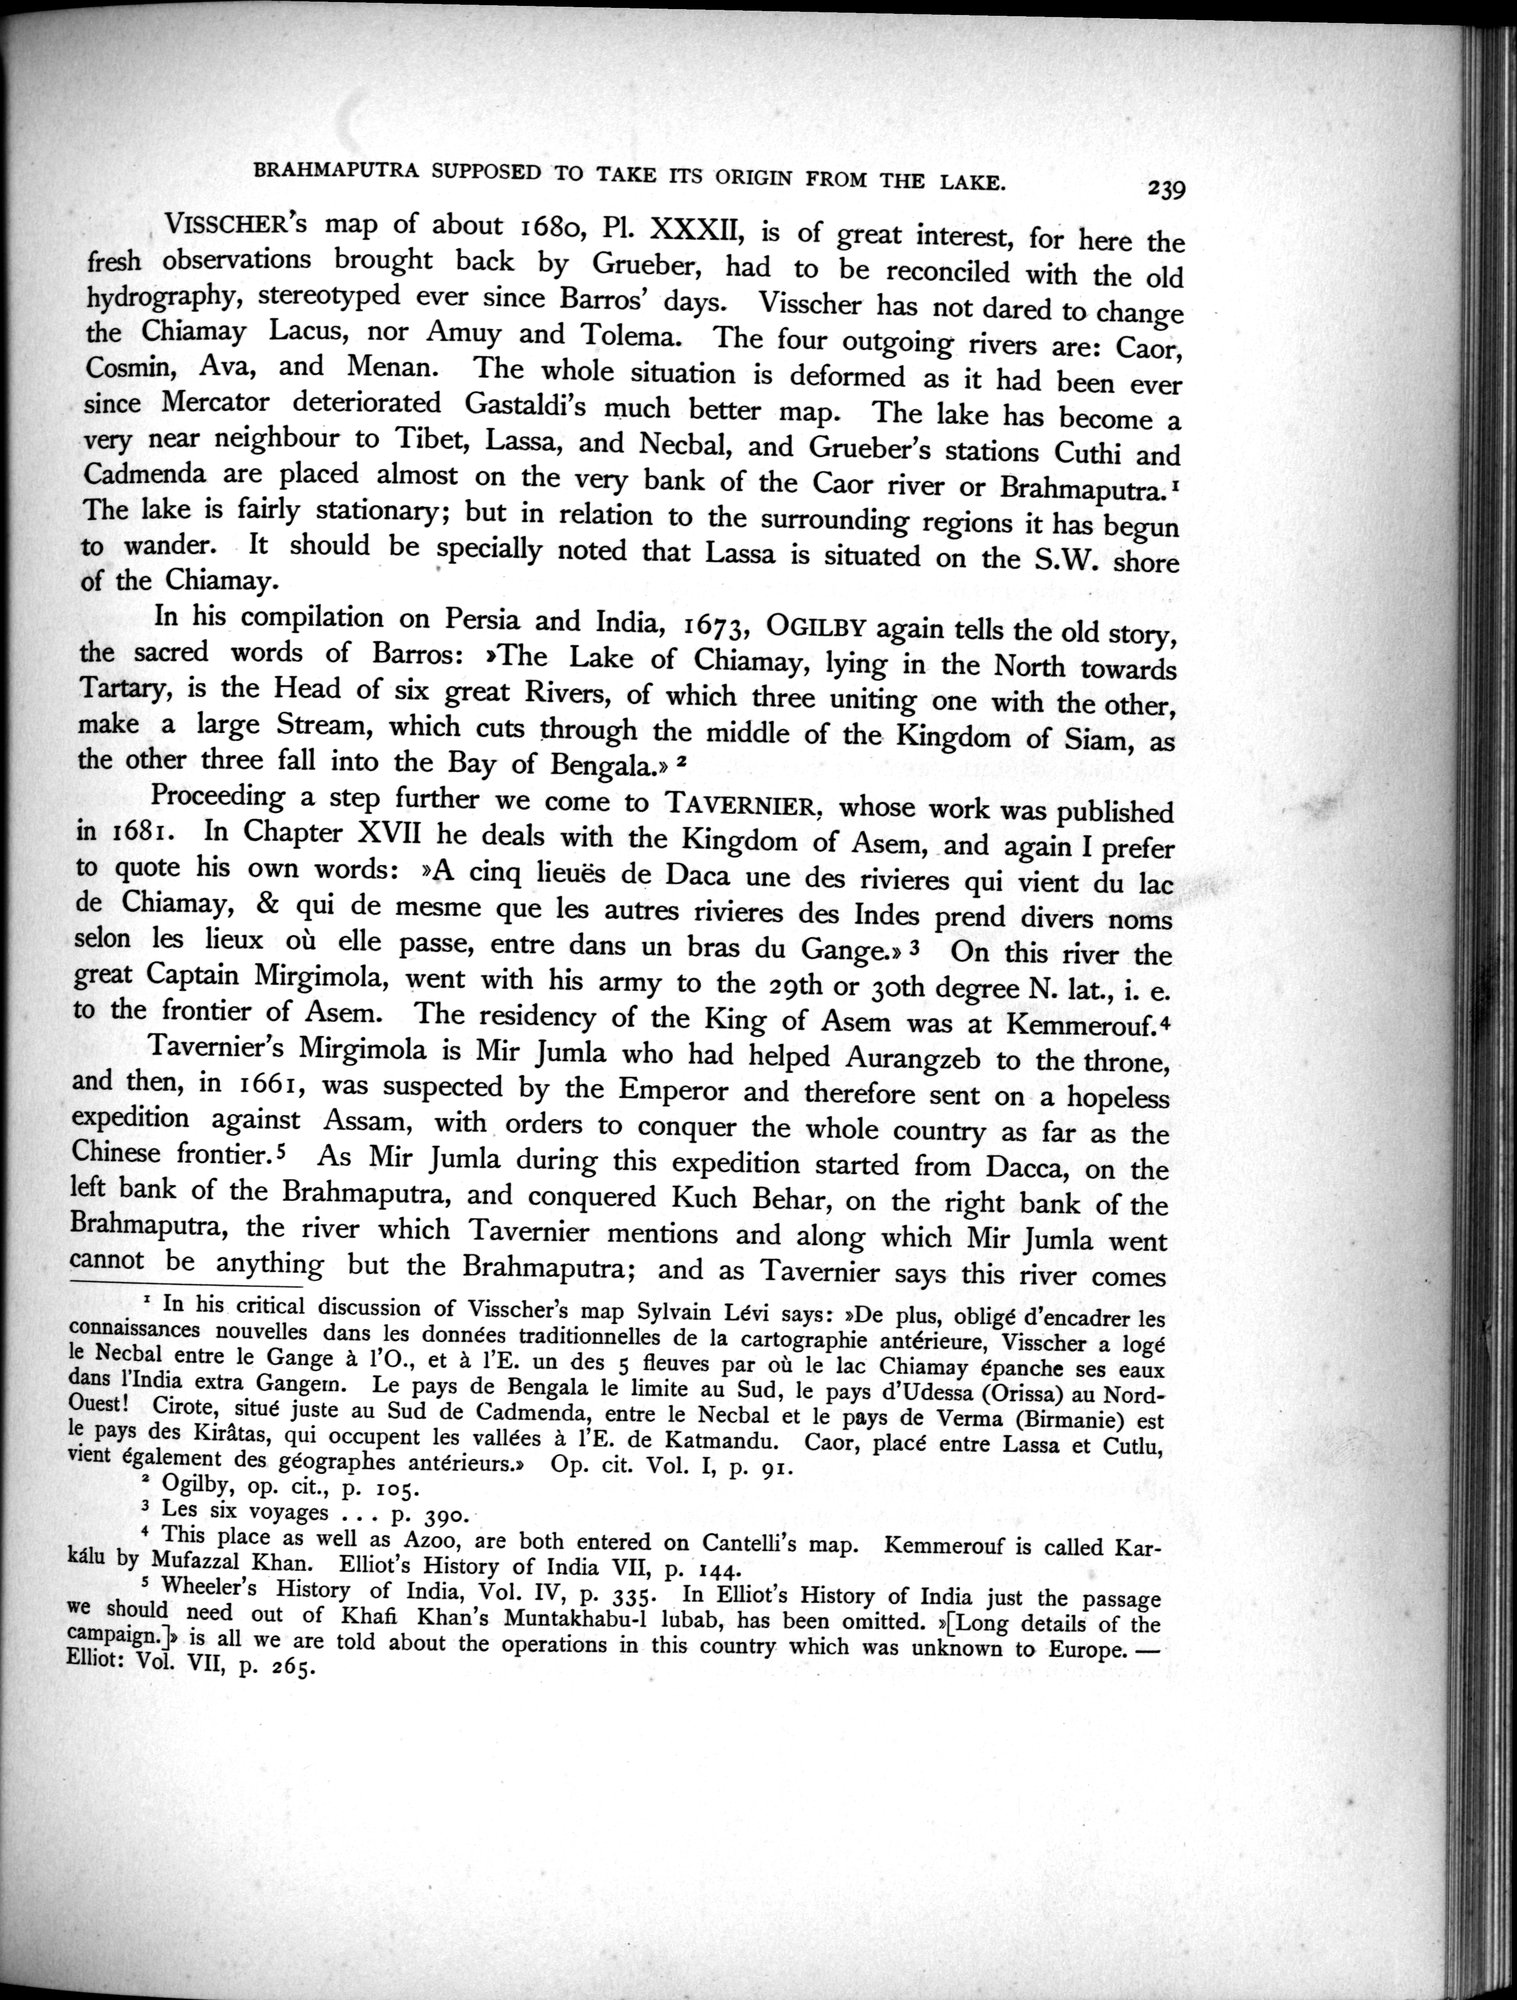 BRAHMAPUTRA SUPPOSED TO TAKE ITS ORIGIN FROM THE LAKE. 239
VISSCHER's map of about 1680, Pl. XXXII, is of great interest, for here the
fresh observations brought back by Grueber, had to be reconciled with the old
hydrography, stereotyped ever since Barros' days. Visscher has not dared to change
the Chiamay Lacus, nor Amuy and Tolema. The four outgoing rivers are: Caor,
Cosmin, Ava, and Menan. The whole situation is deformed as it had been ever
since Mercator deteriorated Gastaldi's much better map. The lake has become a
very near neighbour to Tibet, Lassa, and Necbal, and Grueber's stations Cuthi and
Cadmenda are placed almost on the very bank of the Caor river or Brahmaputra.¹
The lake is fairly stationary; but in relation to the surrounding regions it has begun
to wander. It should be specially noted that Lassa is situated on the S.W. shore
of the Chiamay.
In his compilation on Persia and India, 1673, OGILBY again tells the old story,
the sacred words of Barros: »The Lake of Chiamay, lying in the North towards
Tartary, is the Head of six great Rivers, of which three uniting one with the other,
make a large Stream, which cuts through the middle of the Kingdom of Siam, as
the other three fall into the Bay of Bengala.» ²
Proceeding a step further we come to TAVERNIER, whose work was published
in 1681. In Chapter XVII he deals with the Kingdom of Asem, and again I prefer
to quote his own words: »A cinq lieuës de Daca une des rivieres qui vient du lac
de Chiamay, & qui de mesme que les autres rivieres des Indes prend divers noms
selon les lieux où elle passe, entre dans un bras du Gange.» ³ On this river the
great Captain Mirgimola, went with his army to the 29th or 30th degree N. lat., i. e.
to the frontier of Asem. The residency of the King of Asem was at Kemmerouf.⁴
Tavernier's Mirgimola is Mir Jumla who had helped Aurangzeb to the throne,
and then, in 1661, was suspected by the Emperor and therefore sent on a hopeless
expedition against Assam, with orders to conquer the whole country as far as the
Chinese frontier.⁵ As Mir Jumla during this expedition started from Dacca, on the
left bank of the Brahmaputra, and conquered Kuch Behar, on the right bank of the
Brahmaputra, the river which Tavernier mentions and along which Mir Jumla went
cannot be anything but the Brahmaputra; and as Tavernier says this river comes
¹ In his critical discussion of Visscher's map Sylvain Lévi says: »De plus, obligé d'encadrer les
connaissances nouvelles dans les données traditionnelles de la cartographie antérieure, Visscher a logé
le Necbal entre le Gange à l'O., et à l'E. un des 5 fleuves par où le lac Chiamay épanche ses eaux
dans l'India extra Gangem. Le pays de Bengala le limite au Sud, le pays d'Udessa (Orissa) au Nord-
Ouest! Cirote, situé juste au Sud de Cadmenda, entre le Necbal et le pays de Verma (Birmanie) est
le pays des Kirâtas, qui occupent les vallées à l'E. de Katmandu. Caor, placé entre Lassa et Cutlu,
vient également des géographes antérieurs.» Op. cit. Vol. I, p. 91.
² Ogilby, op. cit., p. 105.
³ Les six voyages . . . p. 390.
⁴ This place as well as Azoo, are both entered on Cantelli's map. Kemmerouf is called Kar-
kálu by Mufazzal Khan. Elliot's History of India VII, p. 144.
⁵ Wheeler's History of India, Vol. IV, p. 335. In Elliot's History of India just the passage
we should need out of Khafi Khan's Muntakhabu-l lubab, has been omitted. »[Long details of the
campaign.]» is all we are told about the operations in this country which was unknown to Europe. —
Elliot: Vol. VII, p. 265.